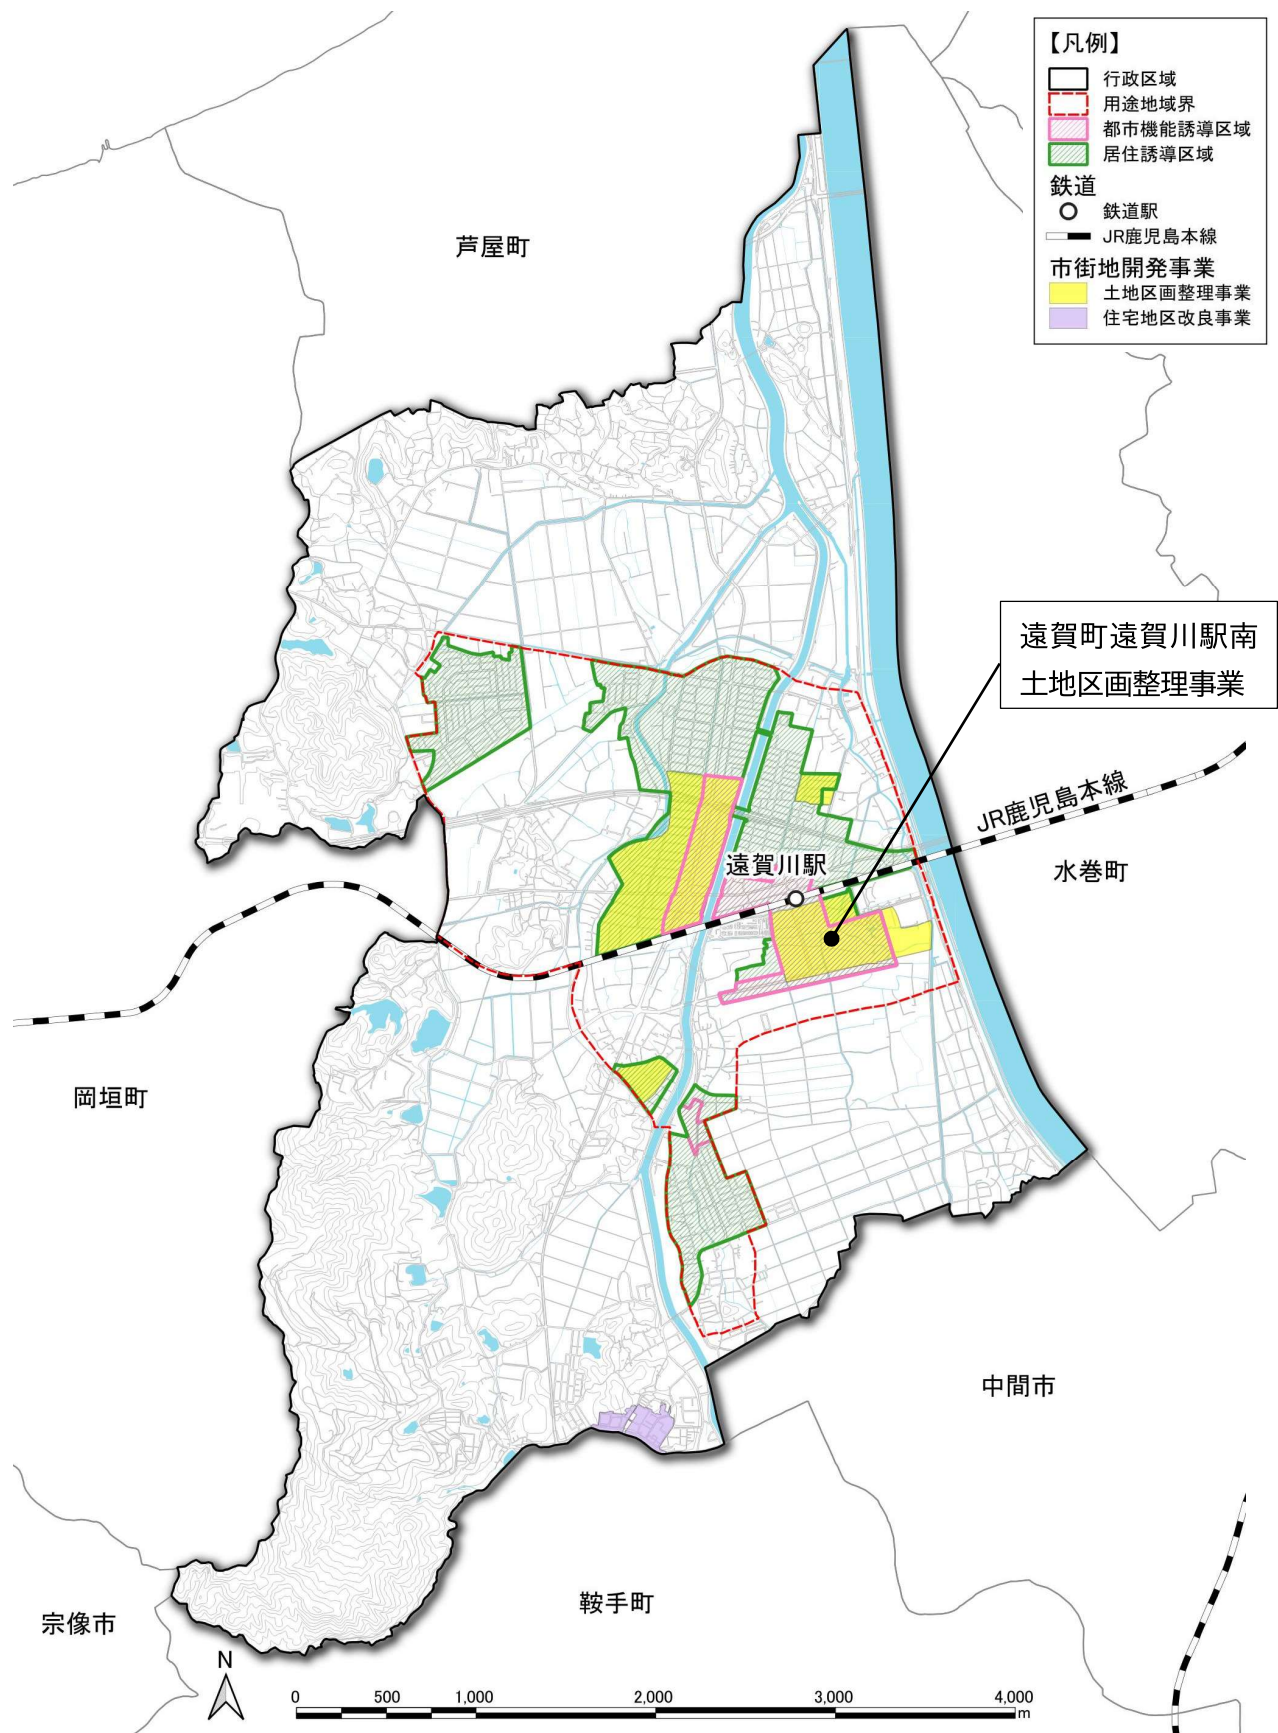 【凡例】
行政区域
用途地域界
都市機能誘導区域
居住誘導区域
鉄道
鉄道駅
JR鹿児島本線
市街地開発事業
土地区画整理事業
住宅地区改良事業
芦屋町
遠賀町遠賀川駅南
土地区画整理事業
JR鹿児島本線
遠賀川駅
水巻町
岡垣町
中間市
鞍手町
宗像市
N
0 500 1,000 2,000 3,000 4,000
m